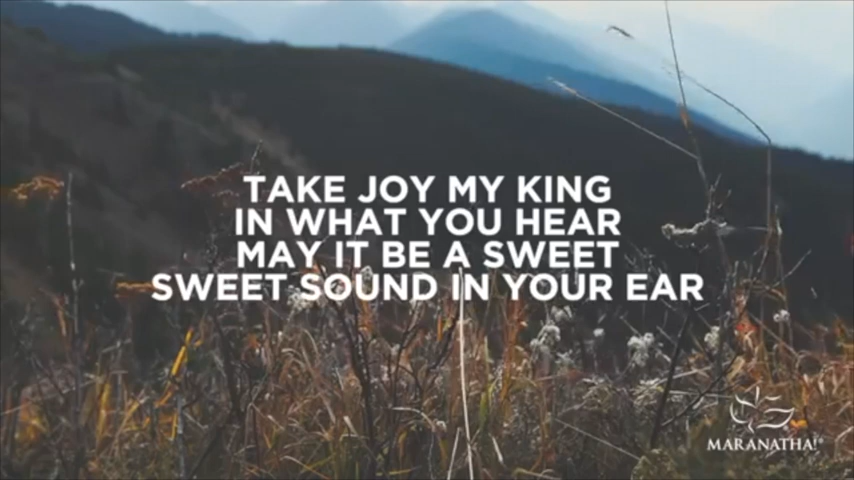 TAKE JOY MY KING
IN WHAT YOU HEAR
MAY IT BE A SWEET
SWEET SOUND IN YOUR EAR
MARANATHA!®